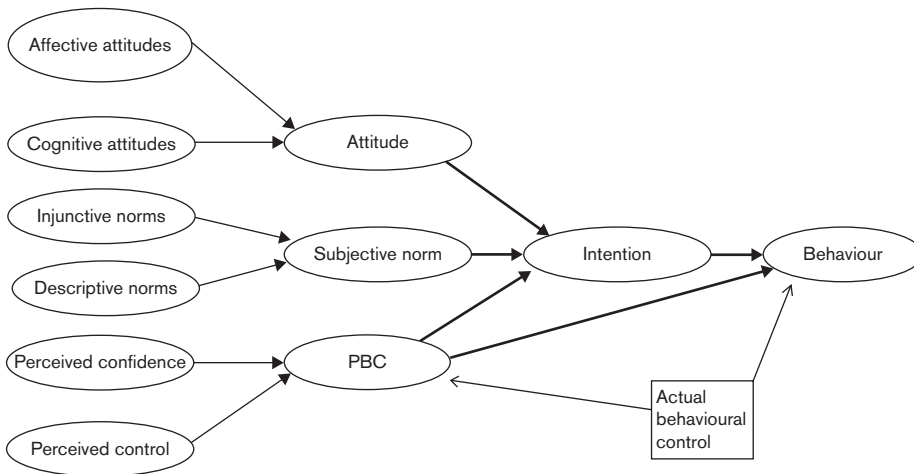 Affective attitudes
Cognitive attitudes
Attitude
Injunctive norms
Descriptive norms
Subjective norm
Intention
Behaviour
Perceived confidence
Perceived control
PBC
Actual
behavioural
control